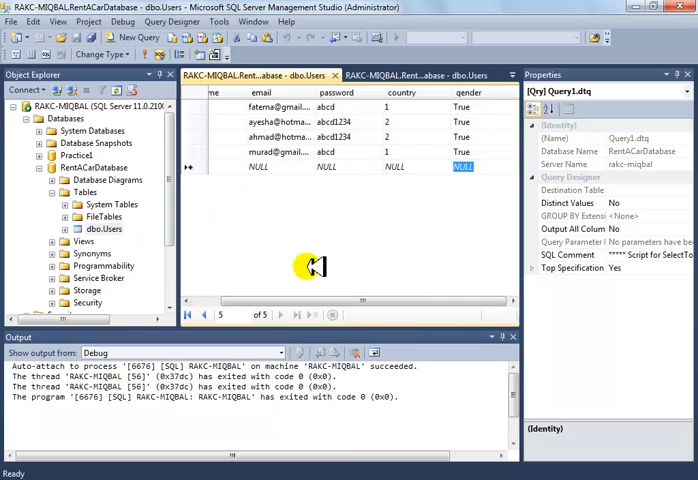 RAKC-MIQBAL.RentACarDatabase - dbo.Users - Microsoft SQL Server Management Studio (Administrator)
File Edit View Project Debug Query Designer Tools Window Help
New Query
Change Type
Object Explorer
Connect
RAKC-MIQBAL (SQL Server 11.0.2100
Databases
System Databases
Database Snapshots
Practice1
RentACarDatabase
Database Diagrams
Tables
System Tables
FileTables
dbo.Users
Views
Synonyms
Programmability
Service Broker
Storage
Security
RAKC-MIQBAL.Rent...abase - dbo.Users RAKC-MIQBAL.Rent...abase - dbo.Users
me email password country gender
fatema@gmail.... abcd 1 True
ayesha@hotma... abcd1234 2 True
ahmad@hotma... abcd1234 2 True
murad@gmail.... abcd 1 True
NULL NULL NULL NULL
5 of 5
Properties
[Qry] Query1.dtq
(Identity)
(Name) Query1.dtq
Database Name RentACarDatabase
Server Name rakc-miqbal
Query Designer
Destination Table
Distinct Values No
GROUP BY Extensi <None>
Output All Column No
Query Parameter l No parameters have be
SQL Comment ***** Script for SelectTo
Top Specification Yes
(Identity)
Output
Show output from: Debug
Auto-attach to process '[6676] [SQL] RAKC-MIQBAL' on machine 'RAKC-MIQBAL' succeeded.
The thread 'RAKC-MIQBAL [56]' (0x37dc) has exited with code 0 (0x0).
The thread 'RAKC-MIQBAL [56]' (0x37dc) has exited with code 0 (0x0).
The program '[6676] [SQL] RAKC-MIQBAL: RAKC-MIQBAL' has exited with code 0 (0x0).
Ready